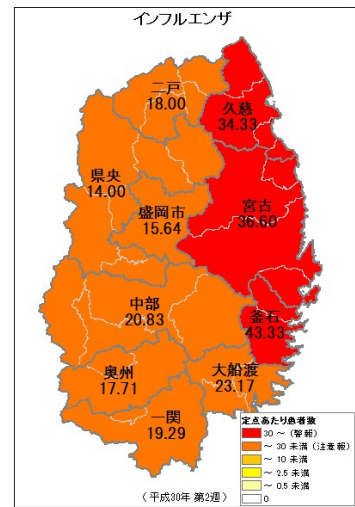 インフルエンザ
二戸
18.00
久慈
34.33
県央
14.00
盛岡市
15.64
宮古
36.60
中部
20.83
釜石
43.33
奥州
17.71
大船渡
23.17
一関
19.29
定点あたり患者数
30 ～ (警報)
～ 30 未満 (注意報)
～ 10 未満
～ 2.5 未満
～ 0.5 未満
0
(平成30年 第2週)